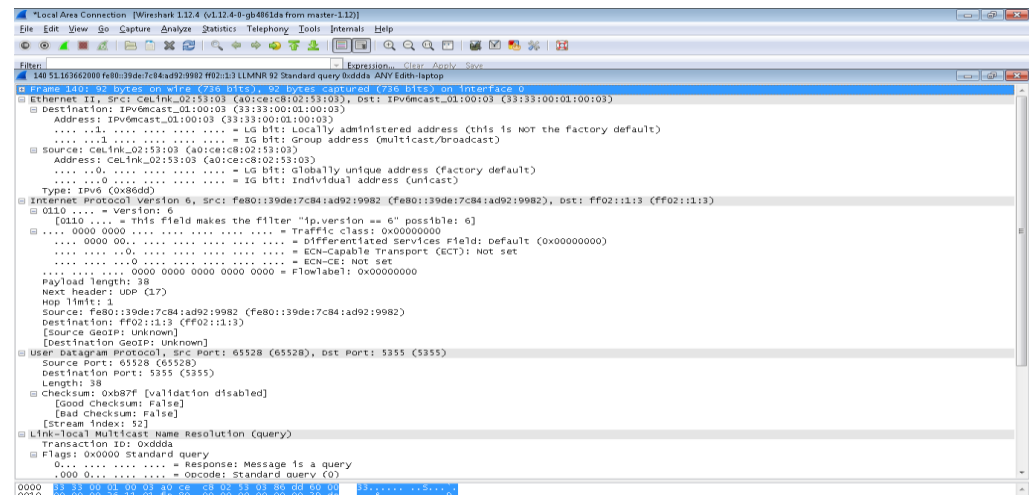 *Local Area Connection [Wireshark 1.12.4 (v1.12.4-0-gb4861da from master-1.12)]
File Edit View Go Capture Analyze Statistics Telephony Tools Internals Help
Filter: Expression... Clear Apply Save
140 51.163662000 fe80::39de:7c84:ad92:9982 ff02::1:3 LLMNR 92 Standard query 0xddda ANY Edith-laptop
Frame 140: 92 bytes on wire (736 bits), 92 bytes captured (736 bits) on interface 0
Ethernet II, Src: CeLink_02:53:03 (a0:ce:c8:02:53:03), Dst: IPv6mcast_01:00:03 (33:33:00:01:00:03)
Destination: IPv6mcast_01:00:03 (33:33:00:01:00:03)
Address: IPv6mcast_01:00:03 (33:33:00:01:00:03)
.... ..1. .... .... .... .... = LG bit: Locally administered address (this is NOT the factory default)
.... ...1 .... .... .... .... = IG bit: Group address (multicast/broadcast)
Source: CeLink_02:53:03 (a0:ce:c8:02:53:03)
Address: CeLink_02:53:03 (a0:ce:c8:02:53:03)
.... ..0. .... .... .... .... = LG bit: Globally unique address (factory default)
.... ...0 .... .... .... .... = IG bit: Individual address (unicast)
Type: IPv6 (0x86dd)
Internet Protocol Version 6, Src: fe80::39de:7c84:ad92:9982 (fe80::39de:7c84:ad92:9982), Dst: ff02::1:3 (ff02::1:3)
0110 .... = Version: 6
[0110 .... = This field makes the filter "ip.version == 6" possible: 6]
.... 0000 0000 .... .... .... .... .... = Traffic class: 0x00000000
.... 0000 00.. .... .... .... .... .... = Differentiated Services Field: Default (0x00000000)
.... .... ..0. .... .... .... .... .... = ECN-Capable Transport (ECT): Not set
.... .... ...0 .... .... .... .... .... = ECN-CE: Not set
.... .... .... 0000 0000 0000 0000 0000 = Flowlabel: 0x00000000
Payload length: 38
Next header: UDP (17)
Hop limit: 1
Source: fe80::39de:7c84:ad92:9982 (fe80::39de:7c84:ad92:9982)
Destination: ff02::1:3 (ff02::1:3)
[Source GeoIP: Unknown]
[Destination GeoIP: Unknown]
User Datagram Protocol, Src Port: 65528 (65528), Dst Port: 5355 (5355)
Source Port: 65528 (65528)
Destination Port: 5355 (5355)
Length: 38
Checksum: 0xb87f [validation disabled]
[Good Checksum: False]
[Bad Checksum: False]
[Stream index: 52]
Link-local Multicast Name Resolution (query)
Transaction ID: 0xddda
Flags: 0x0000 Standard query
0... .... .... .... = Response: Message is a query
.000 0... .... .... = Opcode: Standard query (0)
0000 33 33 00 01 00 03 a0 ce c8 02 53 03 86 dd 60 00 33...... ..S...`.
0010